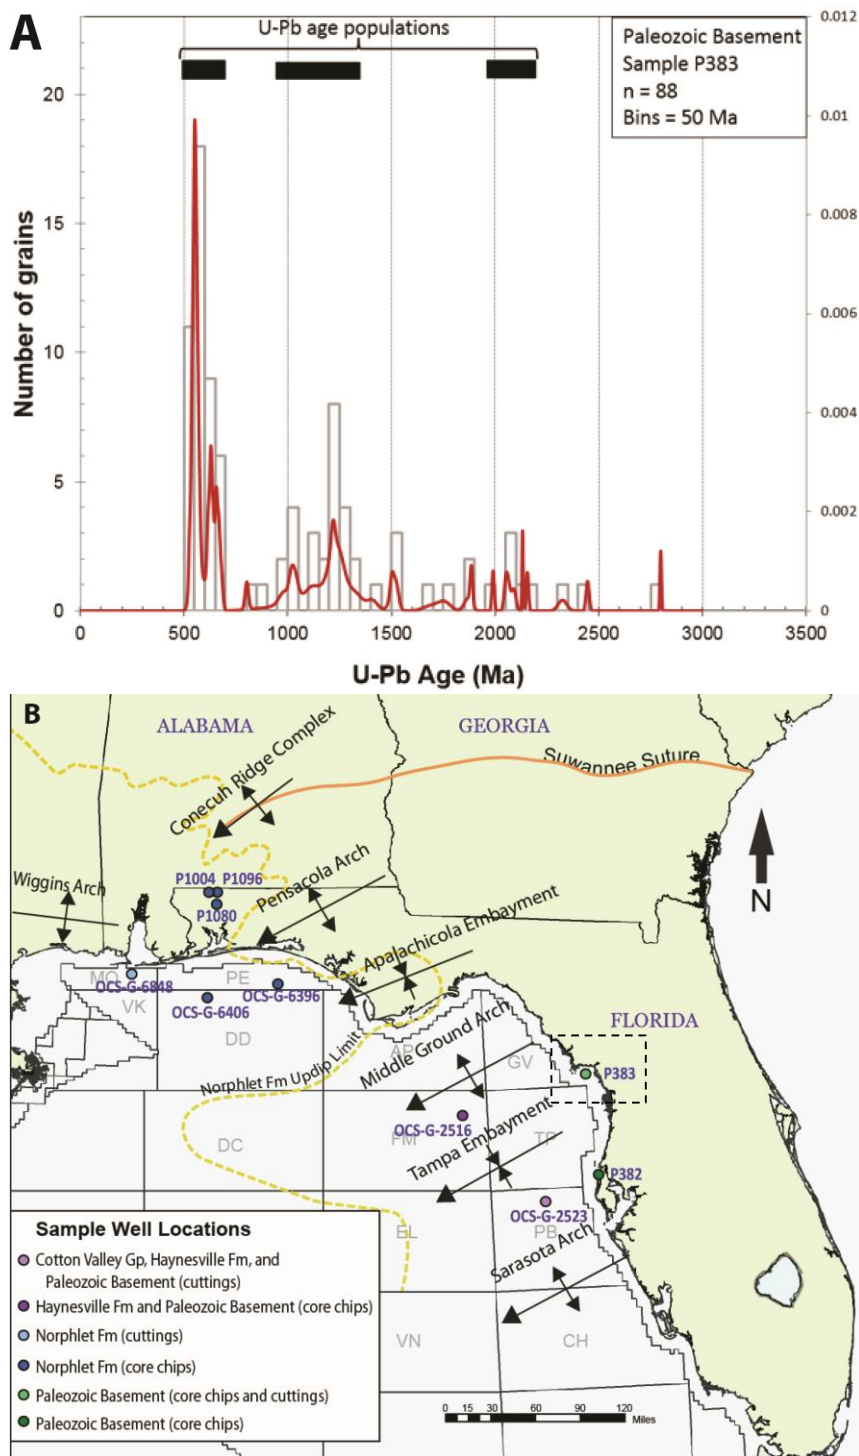 A
U-Pb age populations
Paleozoic Basement
Sample P383
n = 88
Bins = 50 Ma
Number of grains
20
15
10
5
0
0.012
0.01
0.008
0.006
0.004
0.002
0
0 500 1000 1500 2000 2500 3000 3500
U-Pb Age (Ma)
B
ALABAMA
GEORGIA
Conecuh Ridge Complex
Suwannee Suture
P1004 P1096
P1080
Wiggins Arch
Pensacola Arch
N
Apalachicola Embayment
MO
OCS-G-6848
VK
PE
OCS-G-6396
OCS-G-6406
DD
FLORIDA
AP
GV
P383
Norphlet Fm Updip Limit
Middle Ground Arch
DC
FM
OCS-G-2516
TP
Tampa Embayment
P382
OCS-G-2523
PB
EL
Sarasota Arch
VN
CH
Sample Well Locations
Cotton Valley Gp, Haynesville Fm, and
Paleozoic Basement (cuttings)
Haynesville Fm and Paleozoic Basement (core chips)
Norphlet Fm (cuttings)
Norphlet Fm (core chips)
Paleozoic Basement (core chips and cuttings)
Paleozoic Basement (core chips)
0 15 30 60 90 120
Miles